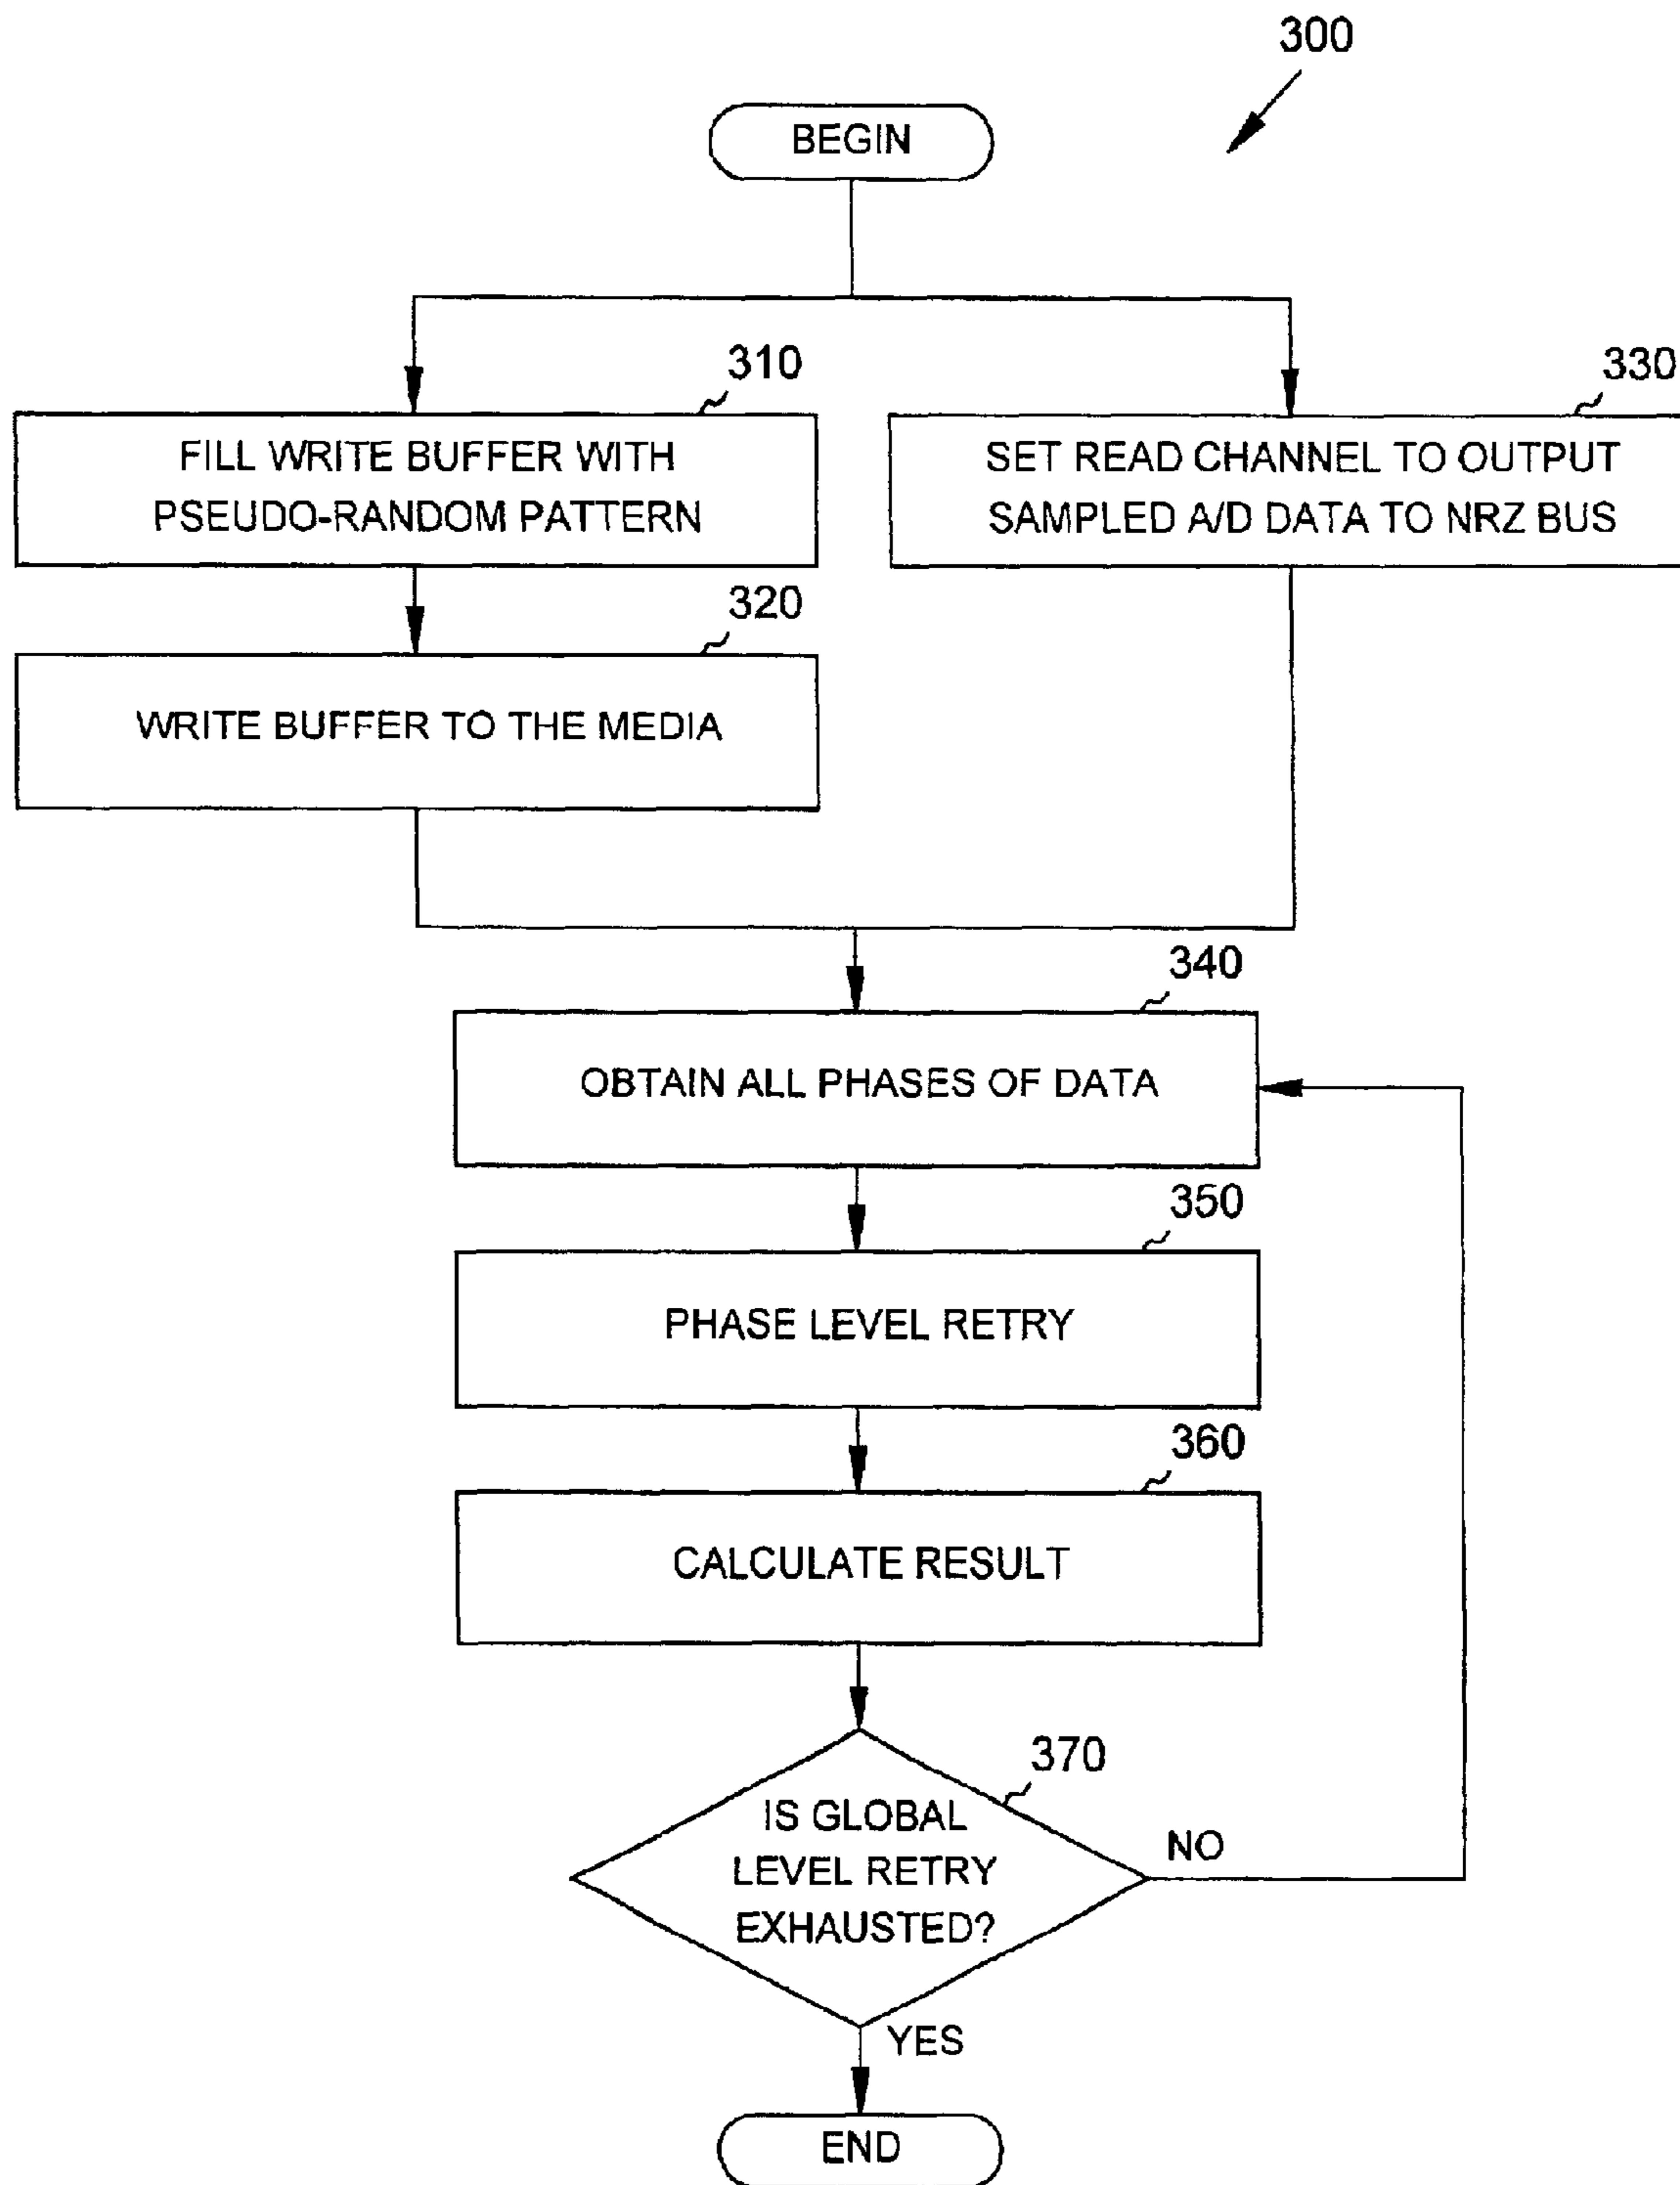 300
BEGIN
310
FILL WRITE BUFFER WITH
PSEUDO-RANDOM PATTERN
330
SET READ CHANNEL TO OUTPUT
SAMPLED A/D DATA TO NRZ BUS
320
WRITE BUFFER TO THE MEDIA
340
OBTAIN ALL PHASES OF DATA
350
PHASE LEVEL RETRY
360
CALCULATE RESULT
370
IS GLOBAL
LEVEL RETRY
EXHAUSTED?
NO
YES
END